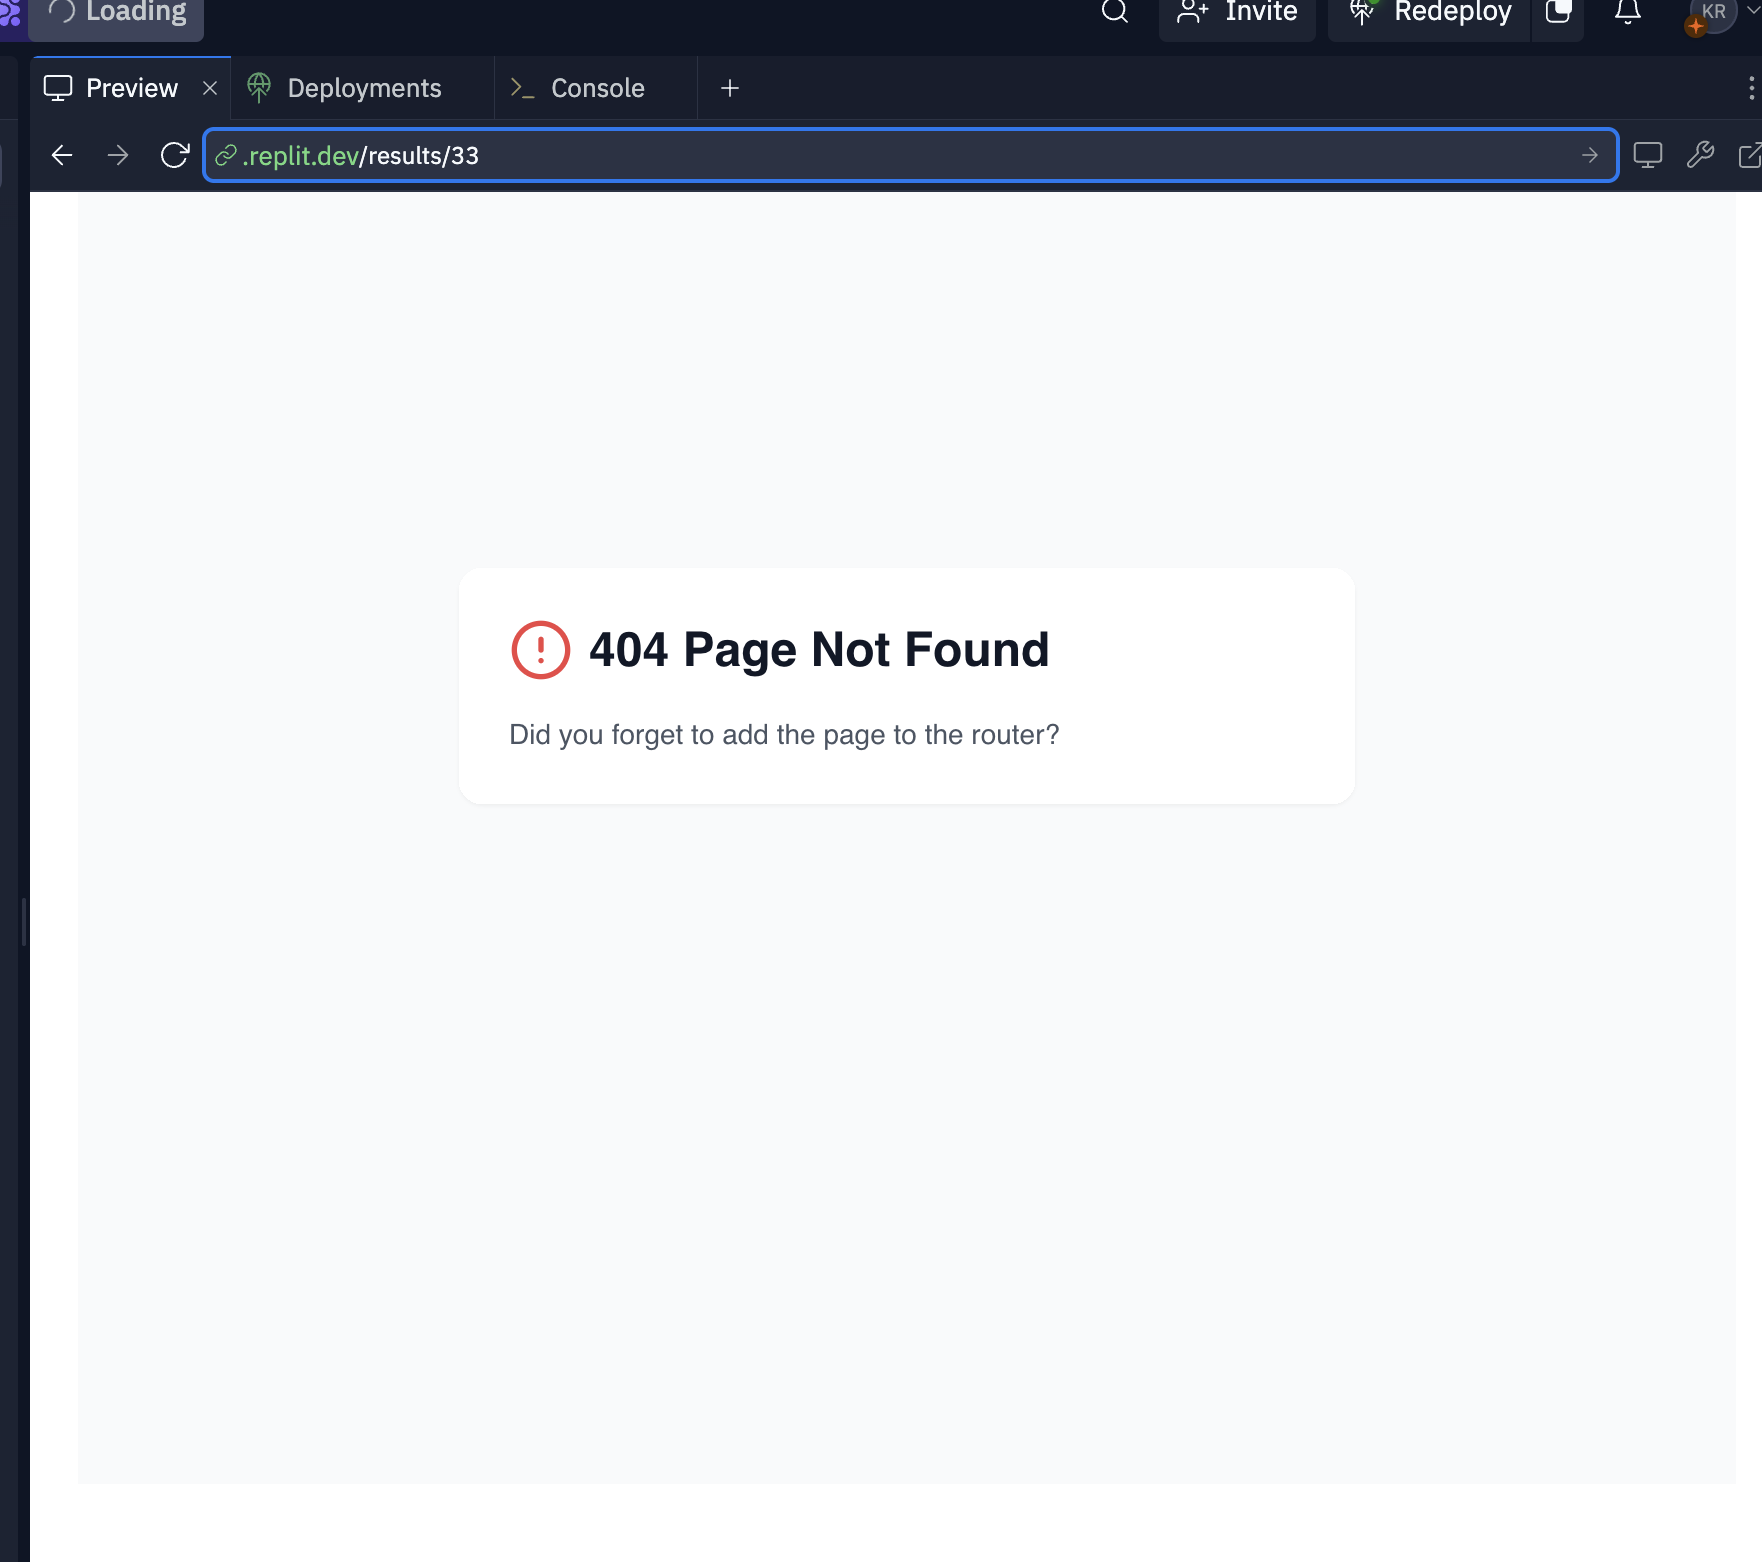 Loading
Invite
Redeploy
KR
Preview
Deployments
Console
.replit.dev/results/33
404 Page Not Found
Did you forget to add the page to the router?